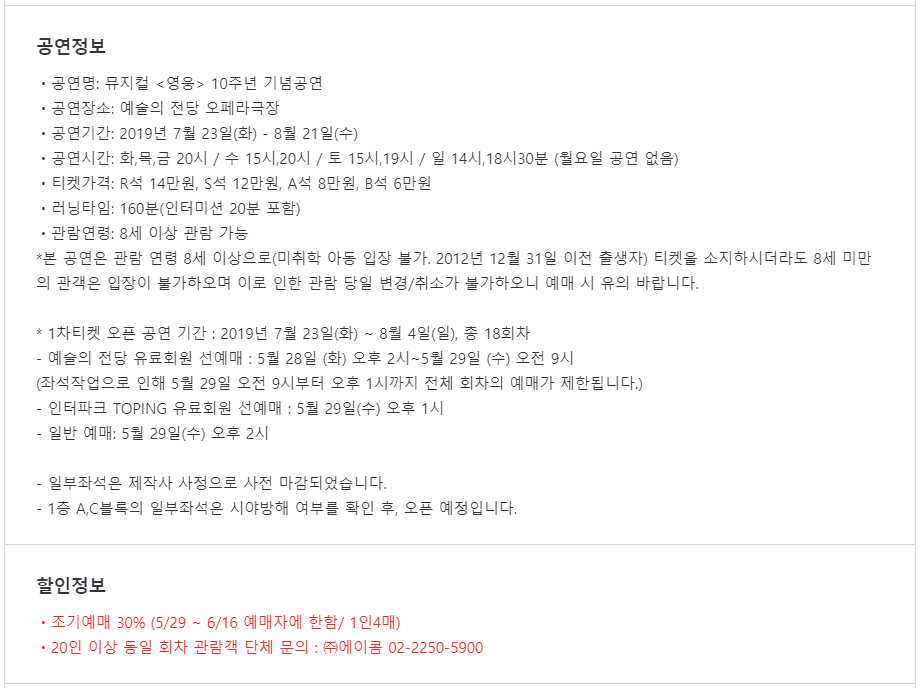 공연정보
・공연명: 뮤지컬 <영웅> 10주년 기념공연
・공연장소: 예술의 전당 오페라극장
・공연기간: 2019년 7월 23일(화) - 8월 21일(수)
・공연시간: 화,목,금 20시 / 수 15시,20시 / 토 15시,19시 / 일 14시,18시30분 (월요일 공연 없음)
・티켓가격: R석 14만원, S석 12만원, A석 8만원, B석 6만원
・러닝타임: 160분(인터미션 20분 포함)
・관람연령: 8세 이상 관람 가능
*본 공연은 관람 연령 8세 이상으로(미취학 아동 입장 불가. 2012년 12월 31일 이전 출생자) 티켓을 소지하시더라도 8세 미만
의 관객은 입장이 불가하오며 이로 인한 관람 당일 변경/취소가 불가하오니 예매 시 유의 바랍니다.
* 1차티켓 오픈 공연 기간 : 2019년 7월 23일(화) ~ 8월 4일(일), 총 18회차
- 예술의 전당 유료회원 선예매 : 5월 28일 (화) 오후 2시~5월 29일 (수) 오전 9시
(좌석작업으로 인해 5월 29일 오전 9시부터 오후 1시까지 전체 회차의 예매가 제한됩니다.)
- 인터파크 TOPING 유료회원 선예매 : 5월 29일(수) 오후 1시
- 일반 예매: 5월 29일(수) 오후 2시
- 일부좌석은 제작사 사정으로 사전 마감되었습니다.
- 1층 A,C블록의 일부좌석은 시야방해 여부를 확인 후, 오픈 예정입니다.
할인정보
・조기예매 30% (5/29 ~ 6/16 예매자에 한함/ 1인4매)
・20인 이상 동일 회차 관람객 단체 문의 : ㈜에이콤 02-2250-5900